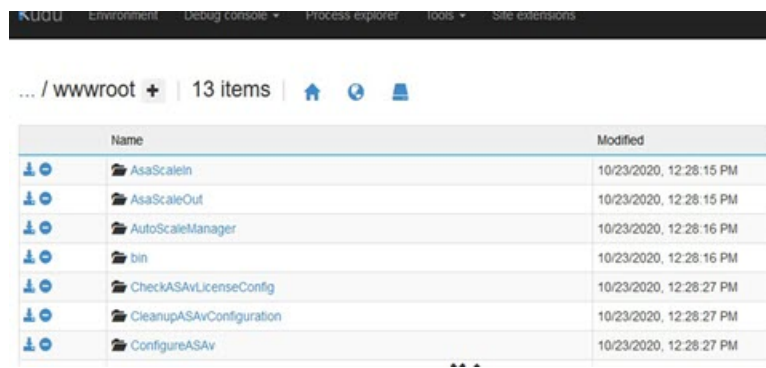 Kudu Environment Debug console Process explorer Tools Site extensions
... / wwwroot + 13 items
Name Modified
AsaScaleIn 10/23/2020, 12:28:15 PM
AsaScaleOut 10/23/2020, 12:28:15 PM
AutoScaleManager 10/23/2020, 12:28:16 PM
bin 10/23/2020, 12:28:16 PM
CheckASAvLicenseConfig 10/23/2020, 12:28:27 PM
CleanupASAvConfiguration 10/23/2020, 12:28:27 PM
ConfigureASAv 10/23/2020, 12:28:27 PM